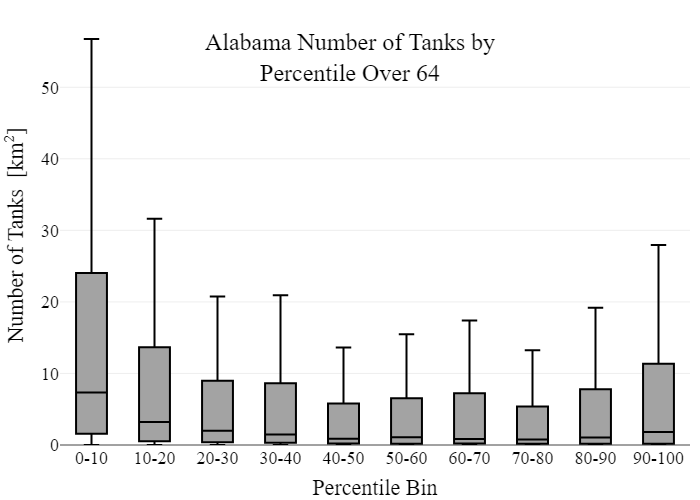 Alabama Number of Tanks by
Percentile Over 64
Number of Tanks [km²]
50
40
30
20
10
0
0-10 10-20 20-30 30-40 40-50 50-60 60-70 70-80 80-90 90-100
Percentile Bin